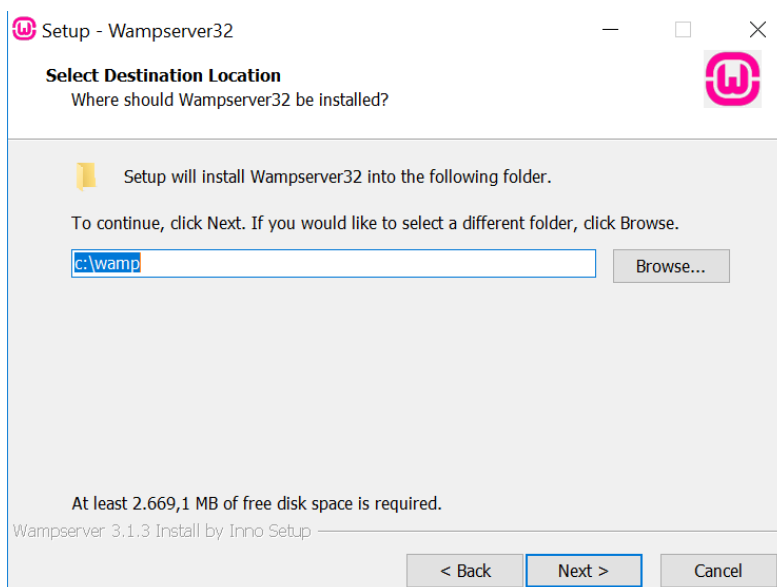 Setup - Wampserver32
Select Destination Location
Where should Wampserver32 be installed?
Setup will install Wampserver32 into the following folder.
To continue, click Next. If you would like to select a different folder, click Browse.
c:\wamp
Browse...
At least 2.669,1 MB of free disk space is required.
Wampserver 3.1.3 Install by Inno Setup
< Back
Next >
Cancel